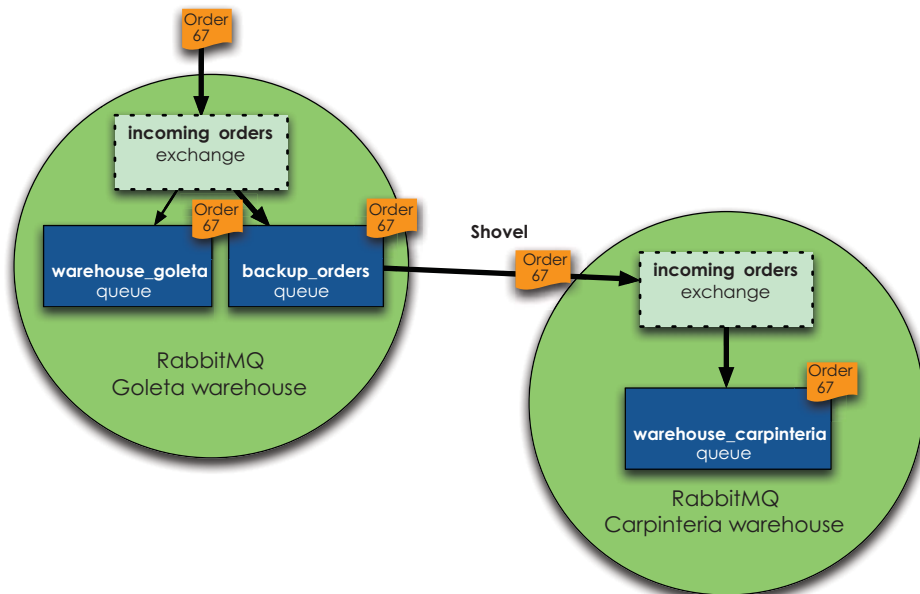 Order
67
incoming orders
exchange
Order
67
Order
67
warehouse_goleta
queue
backup_orders
queue
RabbitMQ
Goleta warehouse
Shovel
Order
67
incoming orders
exchange
Order
67
warehouse_carpinteria
queue
RabbitMQ
Carpinteria warehouse